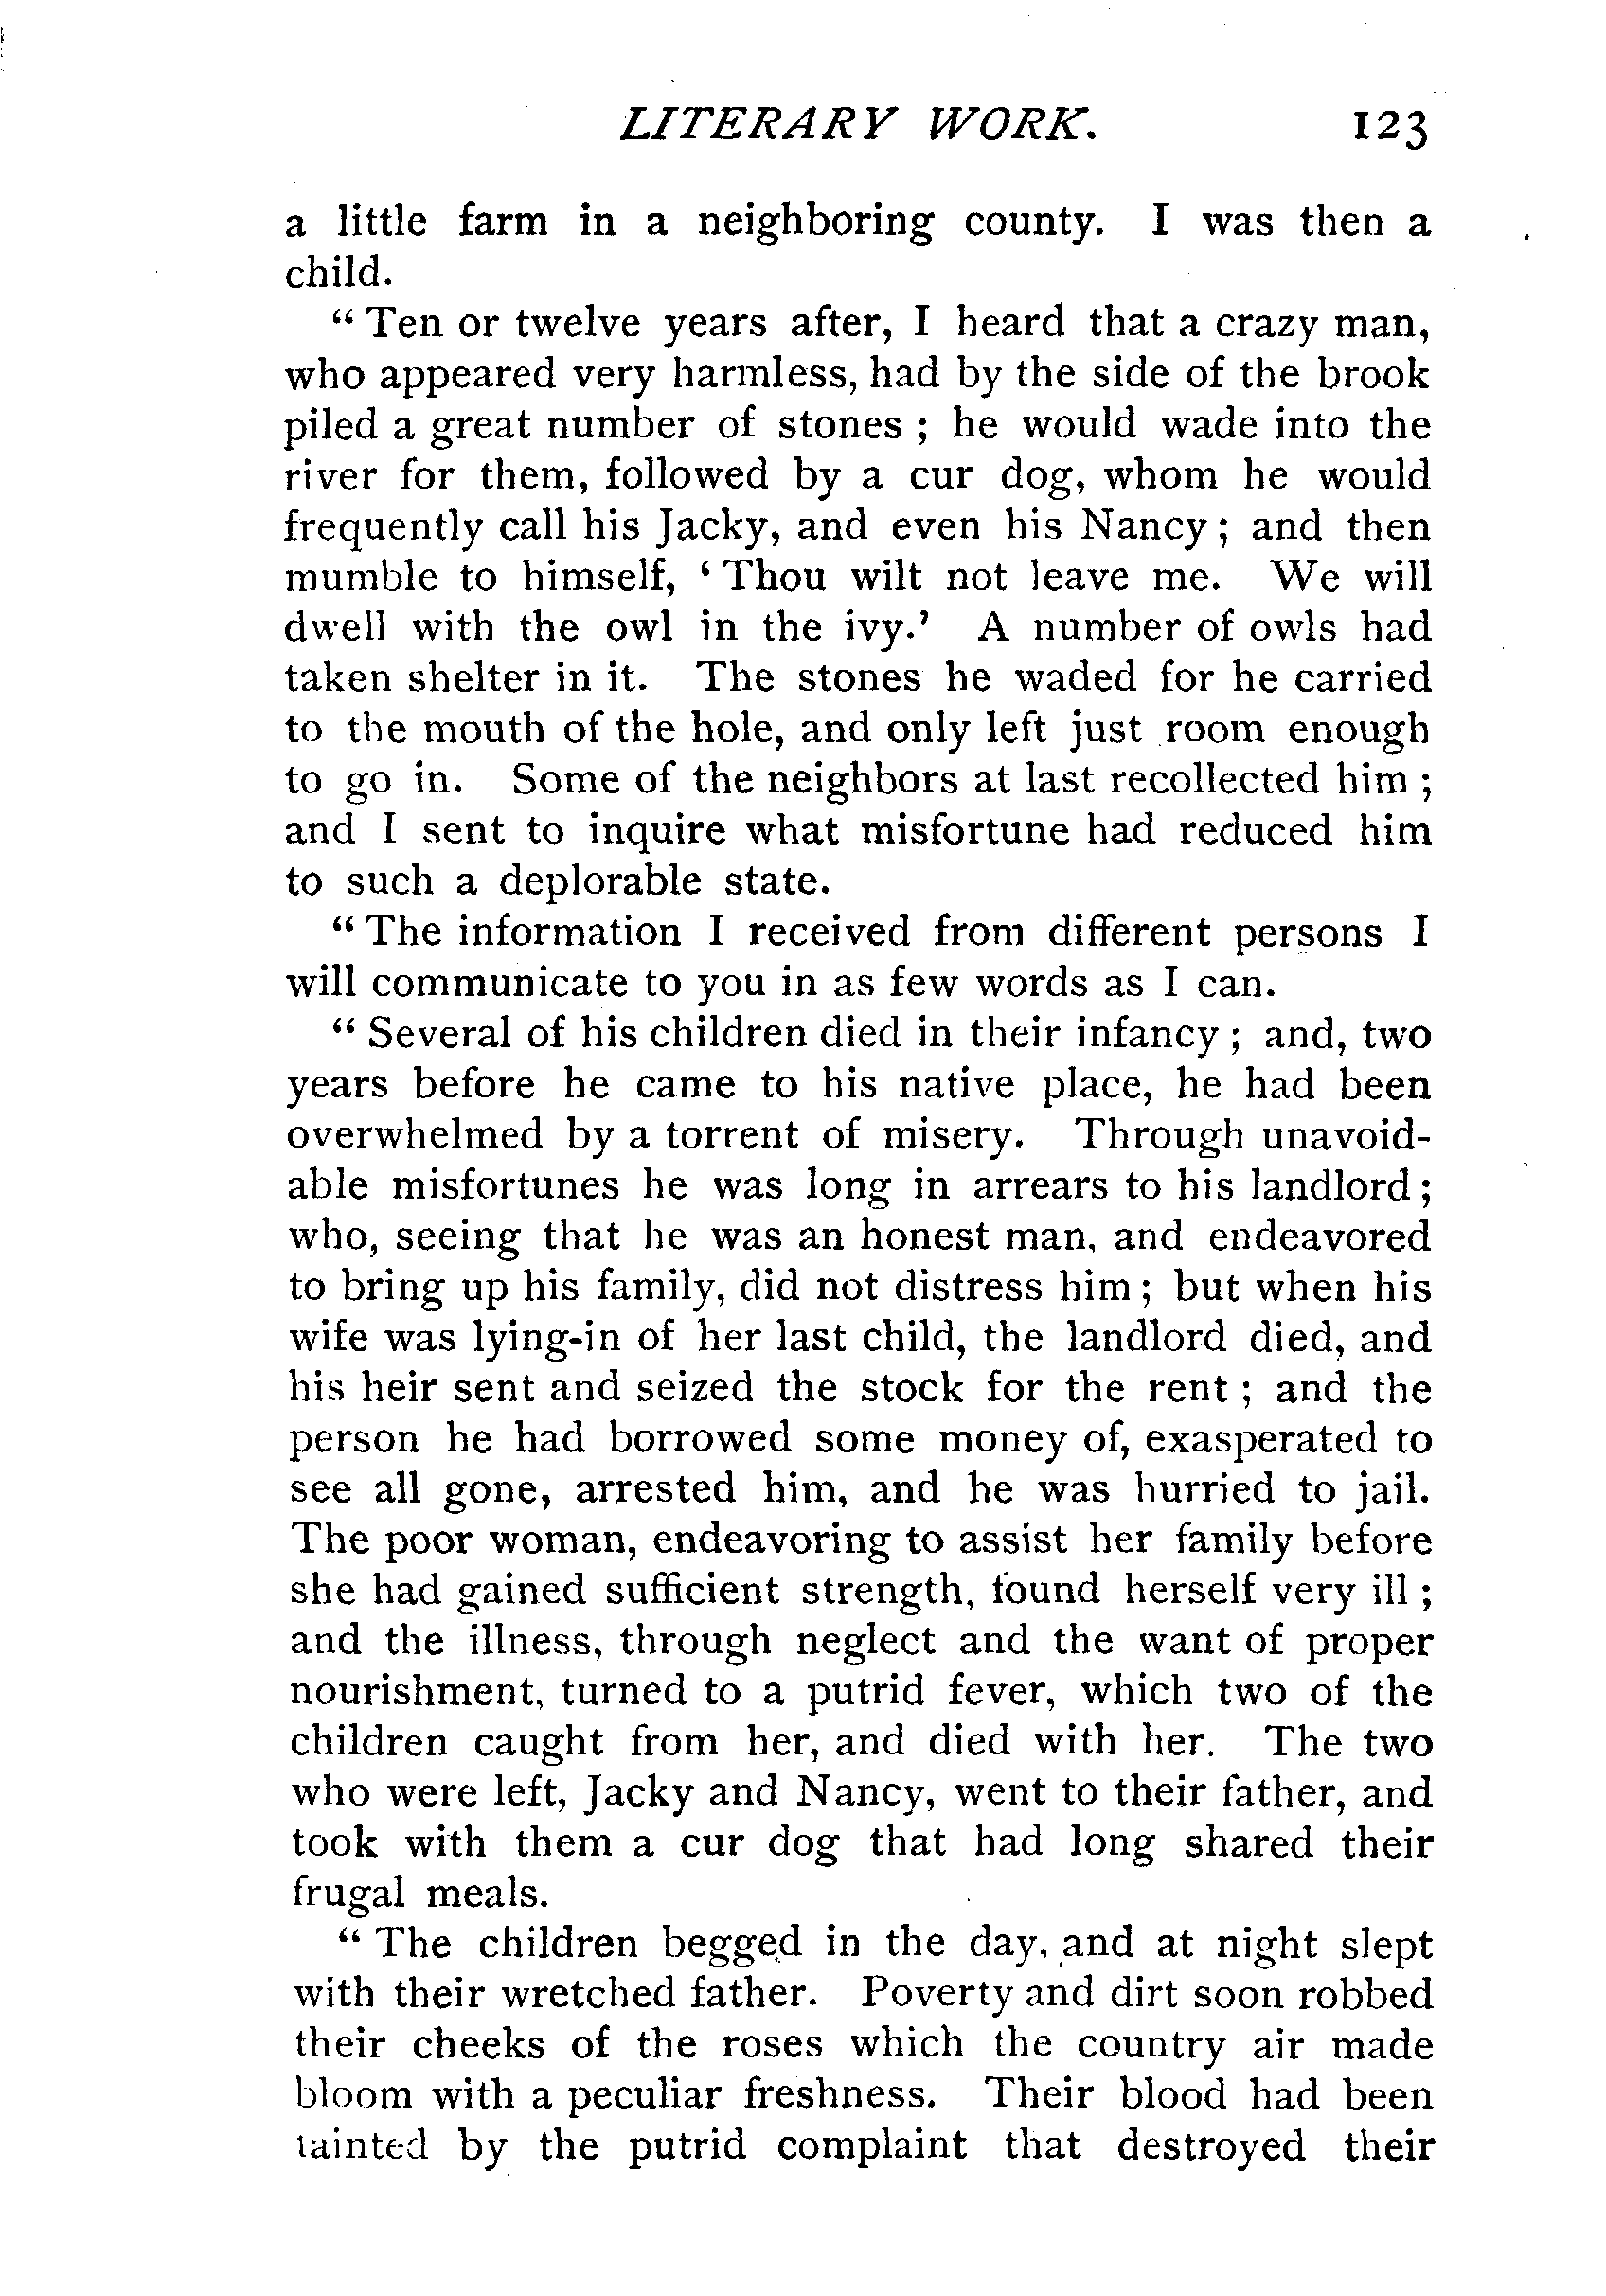 LITERARY WORK. 123
a little farm in a neighboring county. I was then a
child.
“ Ten or twelve years after, I heard that a crazy man,
who appeared very harmless, had by the side of the brook
piled a great number of stones ; he would wade into the
river for them, followed by a cur dog, whom he would
frequently call his Jacky, and even his Nancy ; and then
mumble to himself, ‘ Thou wilt not leave me. We will
dwell with the owl in the ivy.’ A number of owls had
taken shelter in it. The stones he waded for he carried
to the mouth of the hole, and only left just room enough
to go in. Some of the neighbors at last recollected him ;
and I sent to inquire what misfortune had reduced him
to such a deplorable state.
“ The information I received from different persons I
will communicate to you in as few words as I can.
“ Several of his children died in their infancy ; and, two
years before he came to his native place, he had been
overwhelmed by a torrent of misery. Through unavoid-
able misfortunes he was long in arrears to his landlord ;
who, seeing that he was an honest man, and endeavored
to bring up his family, did not distress him ; but when his
wife was lying-in of her last child, the landlord died, and
his heir sent and seized the stock for the rent ; and the
person he had borrowed some money of, exasperated to
see all gone, arrested him, and he was hurried to jail.
The poor woman, endeavoring to assist her family before
she had gained sufficient strength, found herself very ill ;
and the illness, through neglect and the want of proper
nourishment, turned to a putrid fever, which two of the
children caught from her, and died with her. The two
who were left, Jacky and Nancy, went to their father, and
took with them a cur dog that had long shared their
frugal meals.
“ The children begged in the day, and at night slept
with their wretched father. Poverty and dirt soon robbed
their cheeks of the roses which the country air made
bloom with a peculiar freshness. Their blood had been
tainted by the putrid complaint that destroyed their